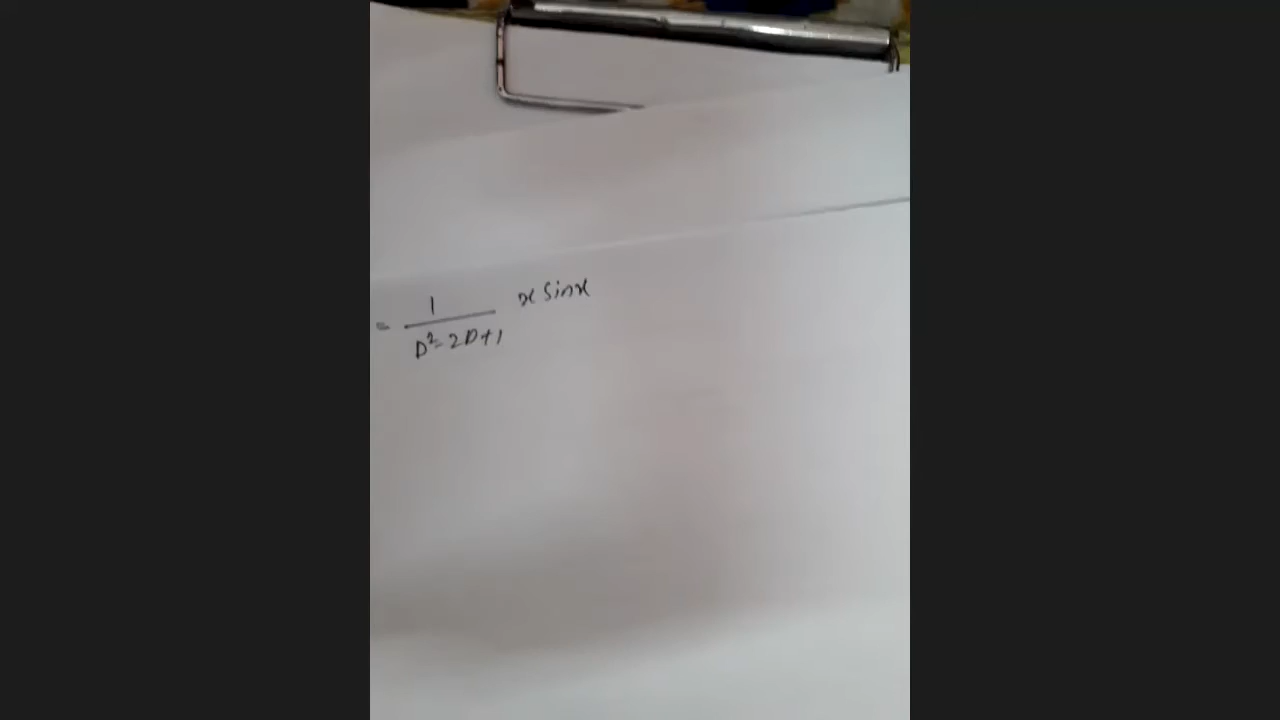 = 1/(D²-2D+1) x sinx